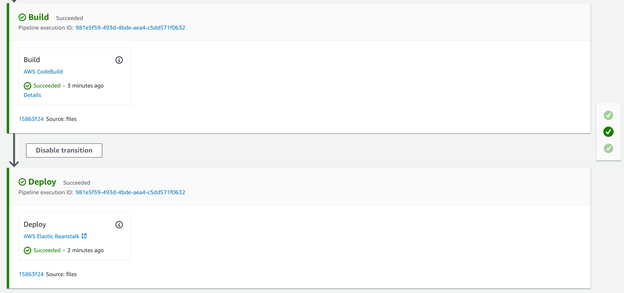 Build Succeeded
Pipeline execution ID: 981e5f59-493d-4bde-aea4-c5dd571f0632
Build
AWS CodeBuild
Succeeded - 3 minutes ago
Details
15863f24 Source: files
Disable transition
Deploy Succeeded
Pipeline execution ID: 981e5f59-493d-4bde-aea4-c5dd571f0632
Deploy
AWS Elastic Beanstalk
Succeeded - 2 minutes ago
15863f24 Source: files